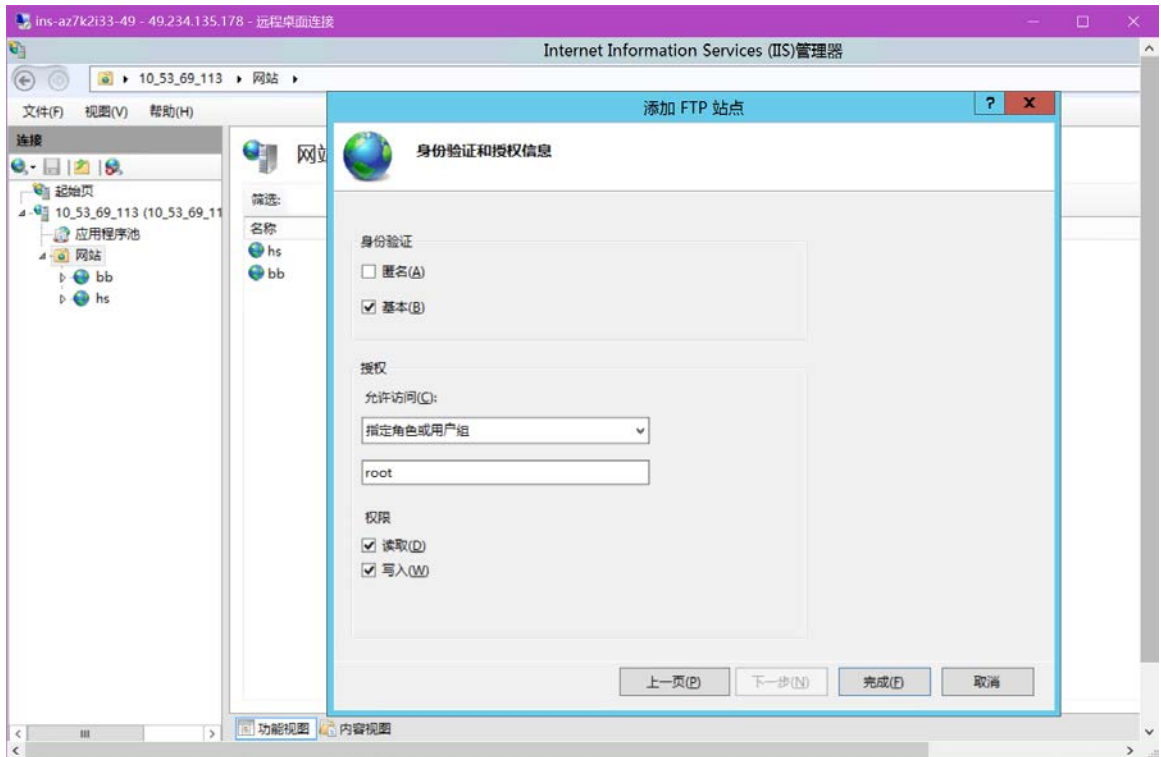 ins-az7k2i33-49 - 49.234.135.178 - 远程桌面连接
Internet Information Services (IIS)管理器
10_53_69_113 网站
文件(F) 视图(V) 帮助(H)
连接
起始页
10_53_69_113 (10_53_69_11
应用程序池
网站
bb
hs
网站
筛选:
名称
hs
bb
添加 FTP 站点
?
X
身份验证和授权信息
身份验证
匿名(A)
基本(B)
授权
允许访问(C):
指定角色或用户组
root
权限
读取(D)
写入(W)
上一页(P) 下一步(N) 完成(F) 取消
功能视图 内容视图